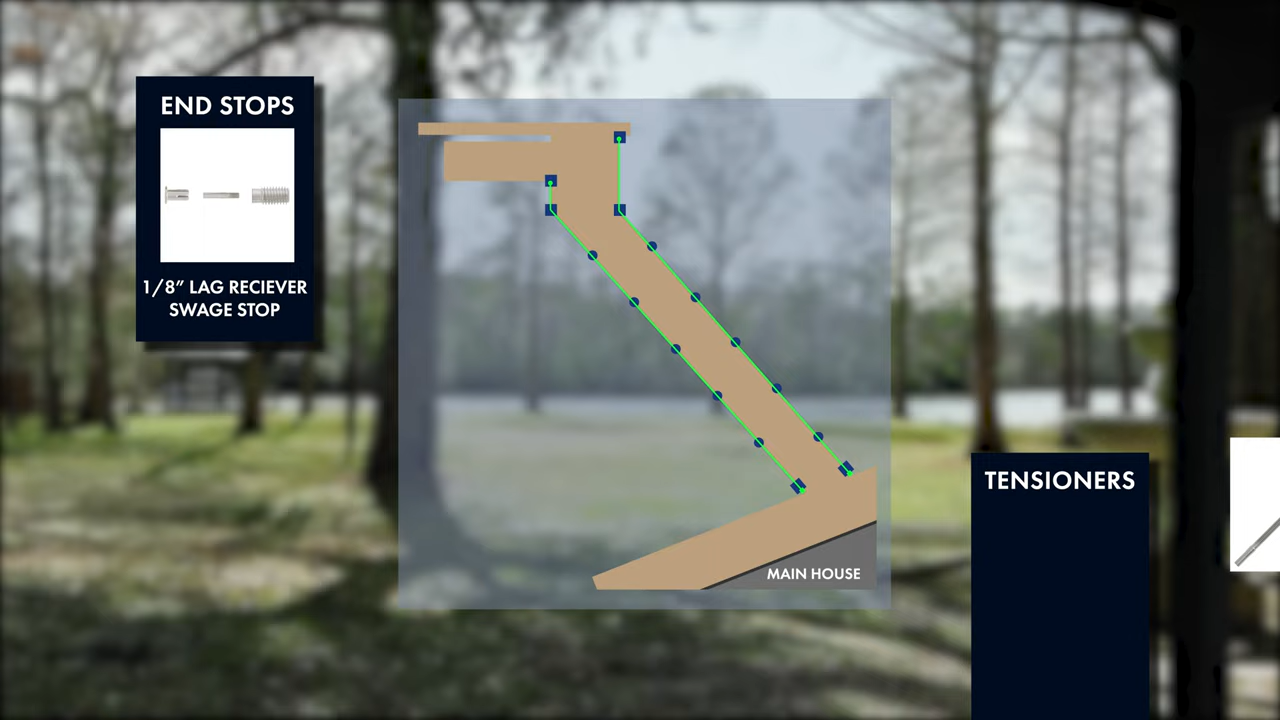 END STOPS
1/8” LAG RECIEVER
SWAGE STOP
TENSIONERS
MAIN HOUSE